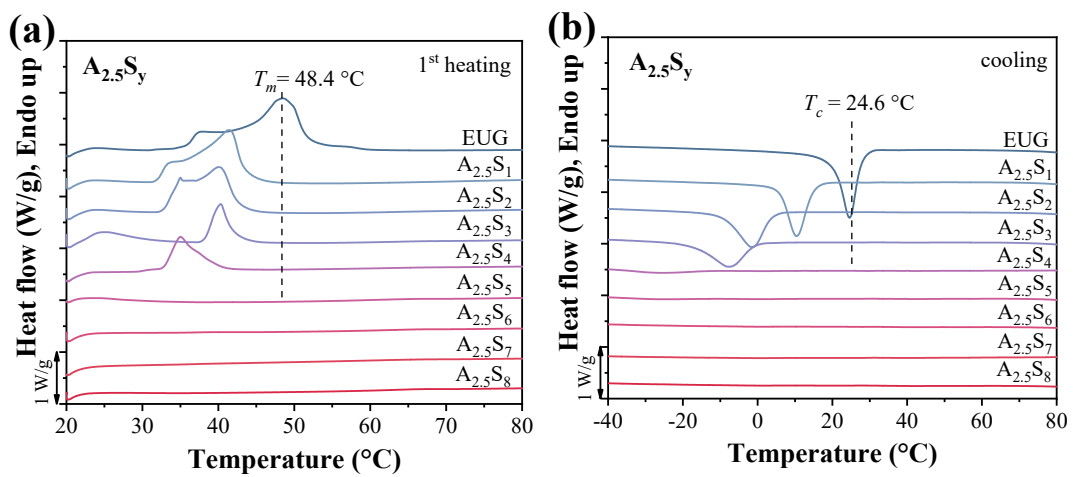 (a)
A2.5Sy
1st heating
Tm = 48.4 °C
EUG
A2.5S1
A2.5S2
A2.5S3
A2.5S4
A2.5S5
A2.5S6
A2.5S7
A2.5S8
Heat flow (W/g), Endo up
1 W/g
20 30 40 50 60 70 80
Temperature (°C)
(b)
A2.5Sy
cooling
Tc = 24.6 °C
EUG
A2.5S1
A2.5S2
A2.5S3
A2.5S4
A2.5S5
A2.5S6
A2.5S7
A2.5S8
Heat flow (W/g), Endo up
1 W/g
-40 -20 0 20 40 60 80
Temperature (°C)